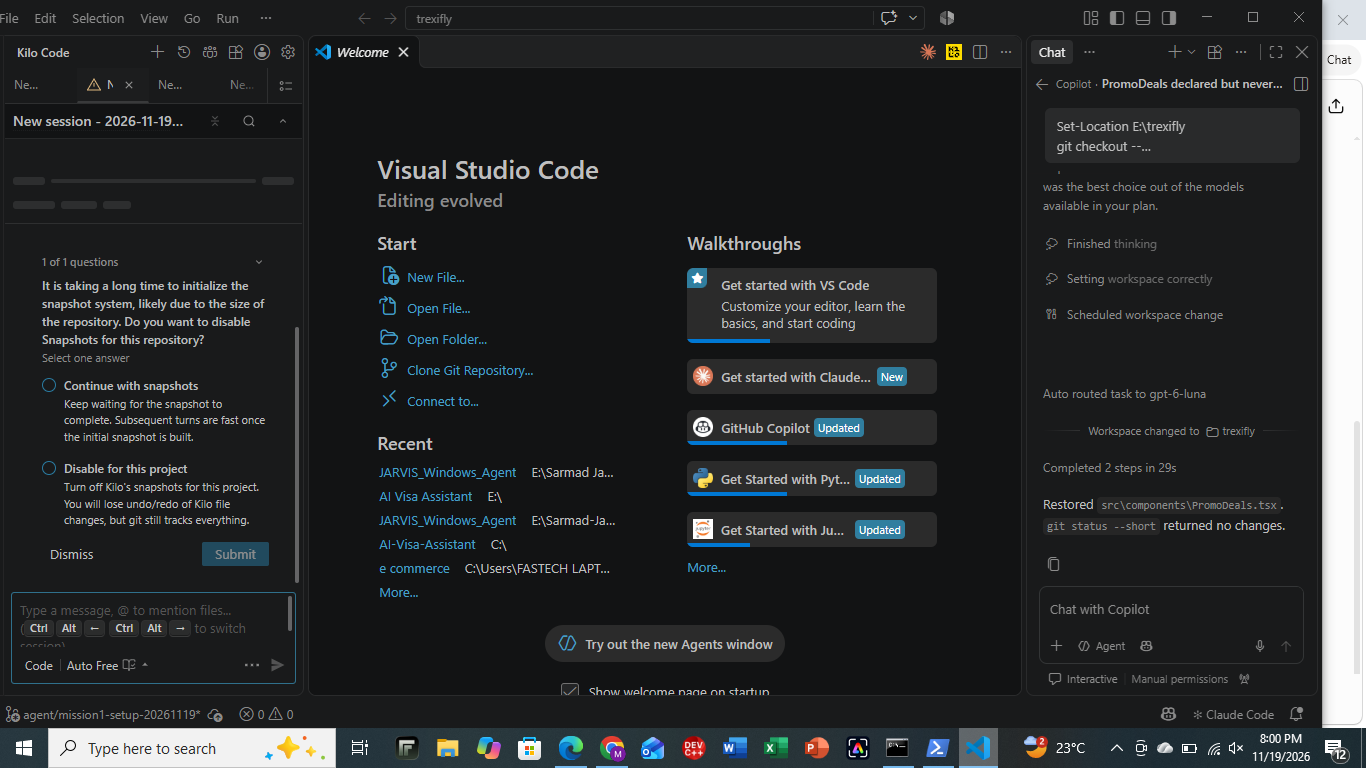 File Edit Selection View Go Run ···
trexifly
Kilo Code
Ne...
N
Ne...
Ne...
New session - 2026-11-19...
1 of 1 questions
It is taking a long time to initialize the
snapshot system, likely due to the size of
the repository. Do you want to disable
Snapshots for this repository?
Select one answer
Continue with snapshots
Keep waiting for the snapshot to
complete. Subsequent turns are fast once
the initial snapshot is built.
Disable for this project
Turn off Kilo's snapshots for this project.
You will lose undo/redo of Kilo file
changes, but git still tracks everything.
Dismiss
Submit
Type a message, @ to mention files...
( Ctrl Alt ← Ctrl Alt → to switch
session)
Code
Auto Free
Welcome
Visual Studio Code
Editing evolved
Start
New File...
Open File...
Open Folder...
Clone Git Repository...
Connect to...
Recent
JARVIS_Windows_Agent E:\Sarmad Ja...
AI Visa Assistant E:\
JARVIS_Windows_Agent E:\Sarmad-Ja...
AI-Visa-Assistant C:\
e commerce C:\Users\FASTECH LAPT...
More...
Walkthroughs
Get started with VS Code
Customize your editor, learn the
basics, and start coding
Get started with Claude... New
GitHub Copilot Updated
Get Started with Pyt... Updated
Get Started with Ju... Updated
More...
Try out the new Agents window
Show welcome page on startup
Chat
Copilot · PromoDeals declared but never...
Set-Location E:\trexifly
git checkout --...
was the best choice out of the models
available in your plan.
Finished thinking
Setting workspace correctly
Scheduled workspace change
Auto routed task to gpt-6-luna
Workspace changed to trexifly
Completed 2 steps in 29s
Restored src\components\PromoDeals.tsx.
git status --short returned no changes.
Chat with Copilot
Agent
Interactive
Manual permissions
Chat
agent/mission1-setup-20261119*
0 0
Claude Code
Type here to search
DEV C++
2
23°C
8:00 PM
11/19/2026
12